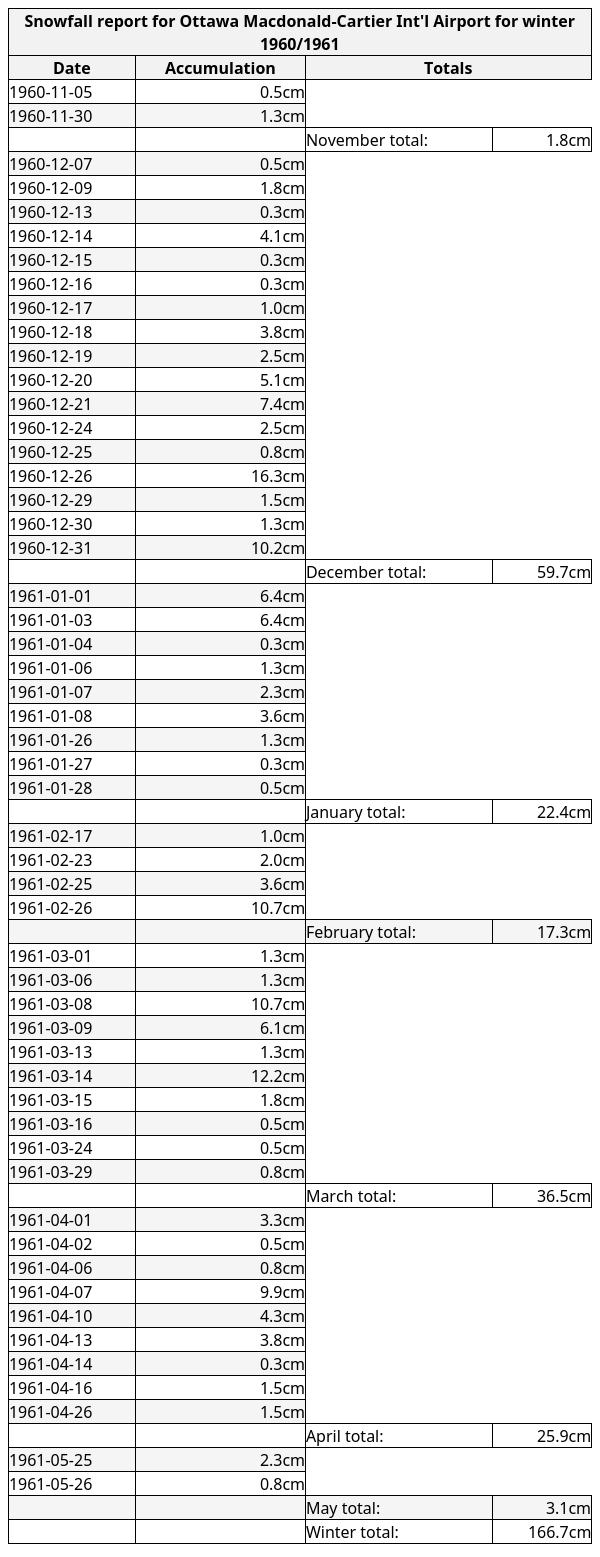 Snowfall report for Ottawa Macdonald-Cartier Int'l Airport for winter
1960/1961
Date Accumulation Totals
1960-11-05 0.5cm
1960-11-30 1.3cm
November total: 1.8cm
1960-12-07 0.5cm
1960-12-09 1.8cm
1960-12-13 0.3cm
1960-12-14 4.1cm
1960-12-15 0.3cm
1960-12-16 0.3cm
1960-12-17 1.0cm
1960-12-18 3.8cm
1960-12-19 2.5cm
1960-12-20 5.1cm
1960-12-21 7.4cm
1960-12-24 2.5cm
1960-12-25 0.8cm
1960-12-26 16.3cm
1960-12-29 1.5cm
1960-12-30 1.3cm
1960-12-31 10.2cm
December total: 59.7cm
1961-01-01 6.4cm
1961-01-03 6.4cm
1961-01-04 0.3cm
1961-01-06 1.3cm
1961-01-07 2.3cm
1961-01-08 3.6cm
1961-01-26 1.3cm
1961-01-27 0.3cm
1961-01-28 0.5cm
January total: 22.4cm
1961-02-17 1.0cm
1961-02-23 2.0cm
1961-02-25 3.6cm
1961-02-26 10.7cm
February total: 17.3cm
1961-03-01 1.3cm
1961-03-06 1.3cm
1961-03-08 10.7cm
1961-03-09 6.1cm
1961-03-13 1.3cm
1961-03-14 12.2cm
1961-03-15 1.8cm
1961-03-16 0.5cm
1961-03-24 0.5cm
1961-03-29 0.8cm
March total: 36.5cm
1961-04-01 3.3cm
1961-04-02 0.5cm
1961-04-06 0.8cm
1961-04-07 9.9cm
1961-04-10 4.3cm
1961-04-13 3.8cm
1961-04-14 0.3cm
1961-04-16 1.5cm
1961-04-26 1.5cm
April total: 25.9cm
1961-05-25 2.3cm
1961-05-26 0.8cm
May total: 3.1cm
Winter total: 166.7cm